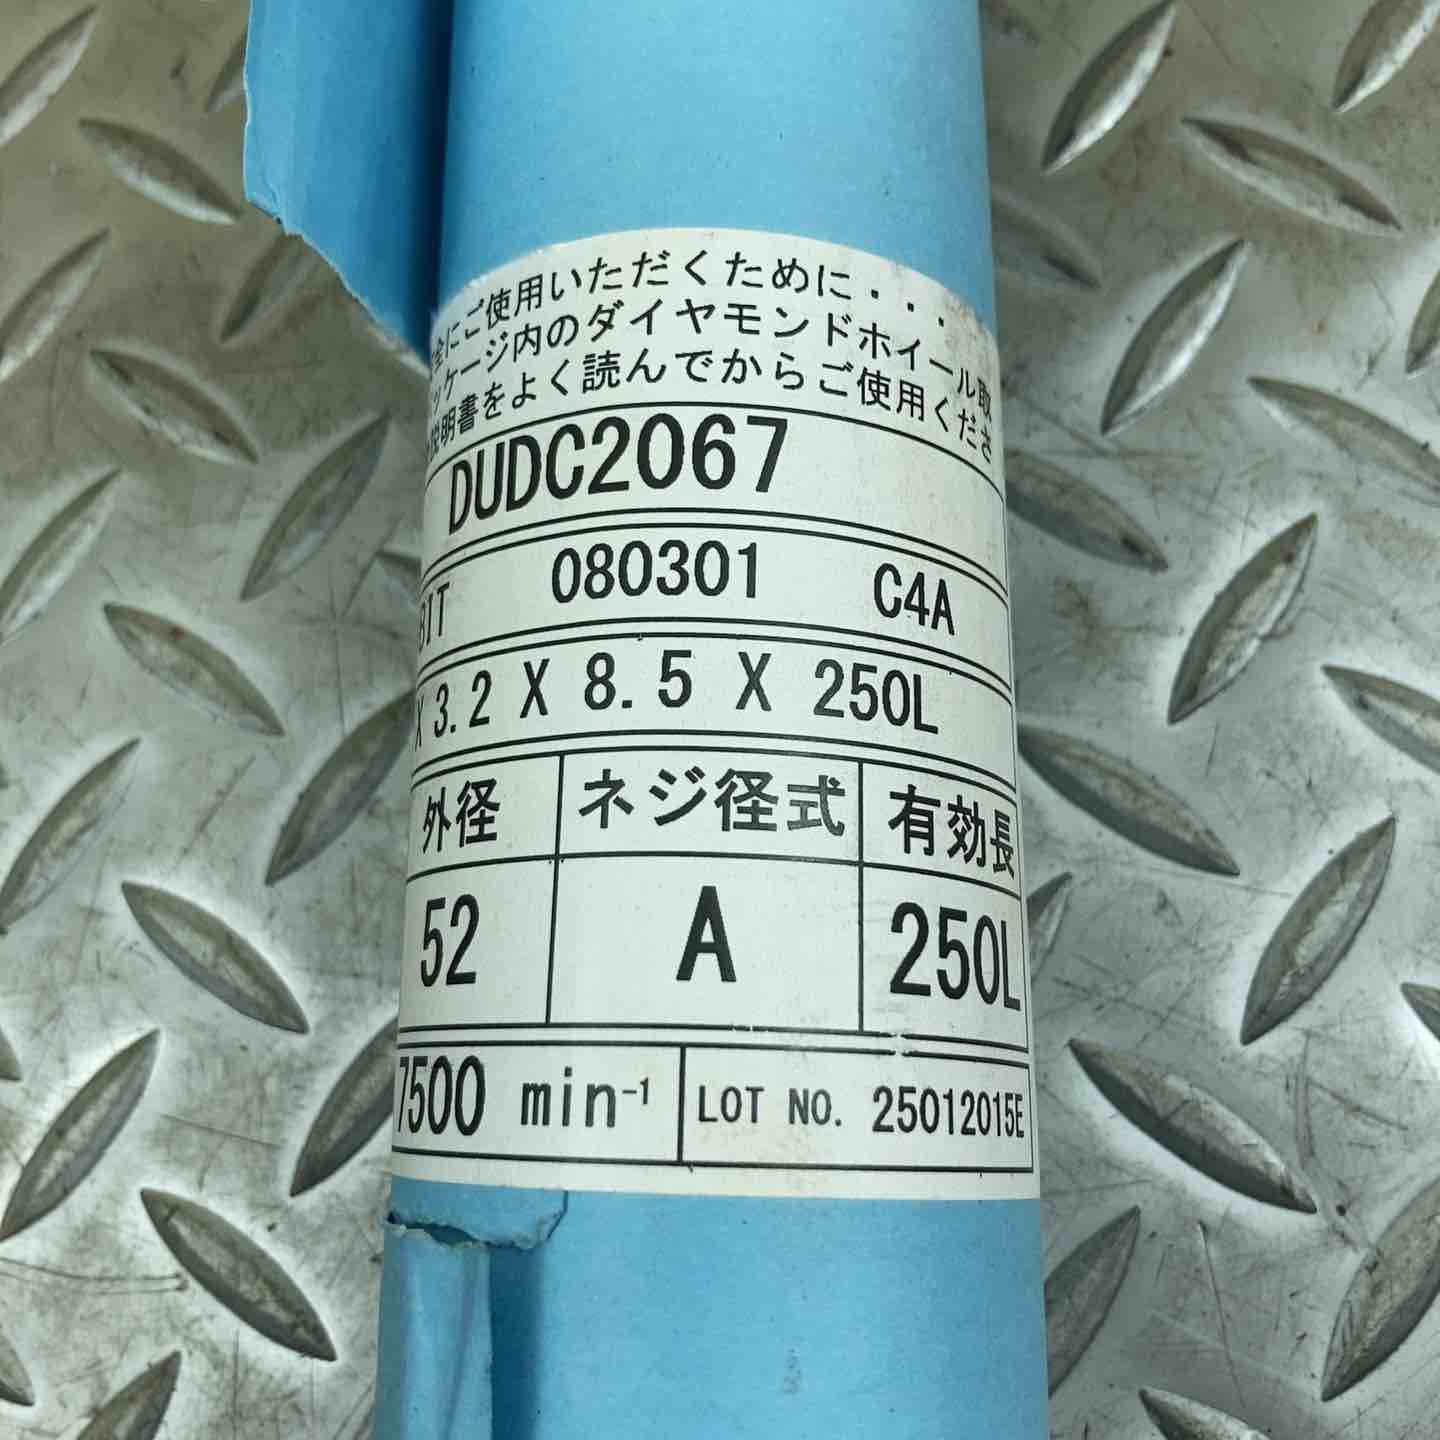 全にご使用いただくために・・・
ッケージ内のダイヤモンドホイール取
説明書をよく読んでからご使用くださ
DUDC2067
BIT 080301 C4A
X 3.2 X 8.5 X 250L
外径 ネジ径式 有効長
52 A 250L
7500 min⁻¹ LOT NO. 25012015E